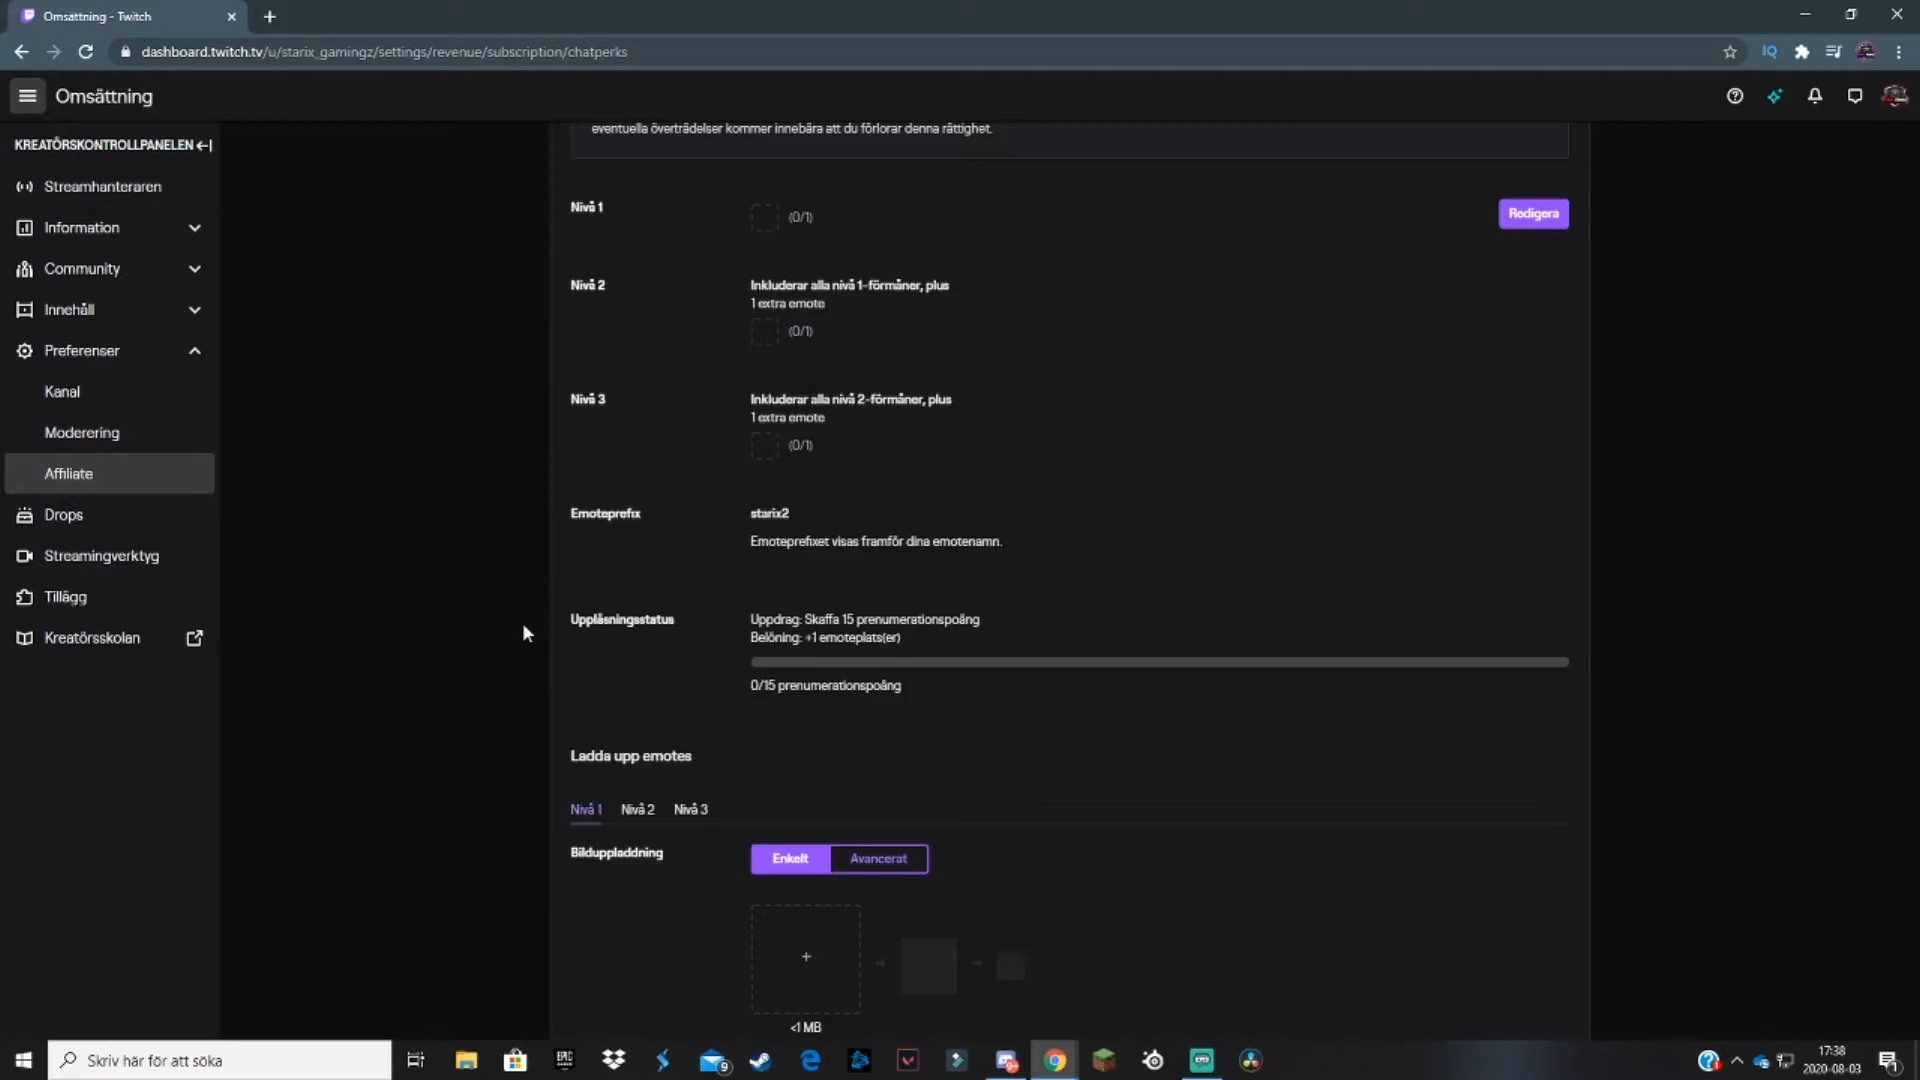 Omsättning - Twitch
dashboard.twitch.tv/u/starix_gamingz/settings/revenue/subscription/chatperks
IQ
Omsättning
KREATÖRSKONTROLLPANELEN
Streamhanteraren
Information
Community
Innehåll
Preferenser
Kanal
Moderering
Affiliate
Drops
Streamingverktyg
Tillägg
Kreatörsskolan
eventuella överträdelser kommer innebära att du förlorar denna rättighet.
Nivå 1
(0/1)
Redigera
Nivå 2
Inkluderar alla nivå 1-förmåner, plus
1 extra emote
(0/1)
Nivå 3
Inkluderar alla nivå 2-förmåner, plus
1 extra emote
(0/1)
Emoteprefix
starix2
Emoteprefixet visas framför dina emotenamn.
Upplåsningsstatus
Uppdrag: Skaffa 15 prenumerationspoäng
Belöning: +1 emoteplats(er)
0/15 prenumerationspoäng
Ladda upp emotes
Nivå 1 Nivå 2 Nivå 3
Bilduppladdning
Enkelt Avancerat
<1 MB
Skriv här för att söka
EPIC GAMES
9
17:38
2020-08-03
1